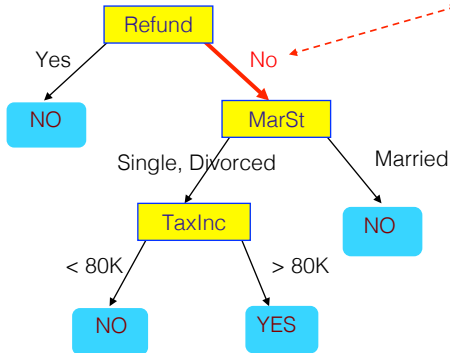 Refund
Yes
No
NO
MarSt
Single, Divorced
Married
TaxInc
NO
< 80K
> 80K
NO
YES